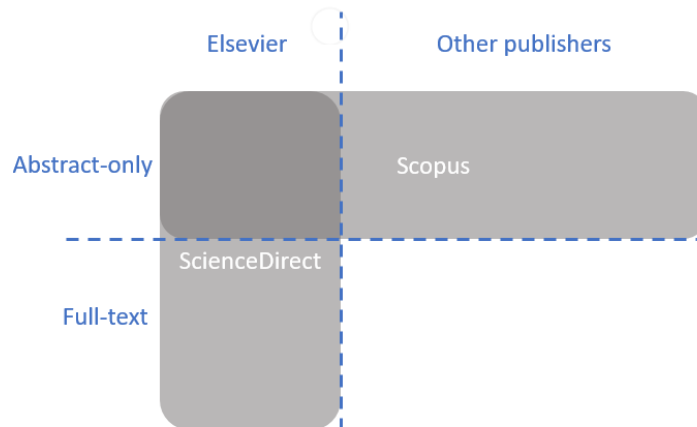 Elsevier
Other publishers
Abstract-only
Scopus
ScienceDirect
Full-text